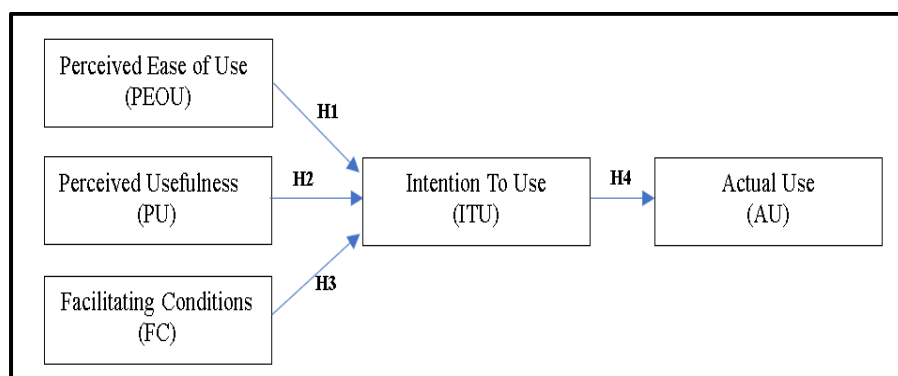 Perceived Ease of Use
(PEOU)
H1
Perceived Usefulness
(PU)
H2
Intention To Use
(ITU)
H4
Actual Use
(AU)
H3
Facilitating Conditions
(FC)